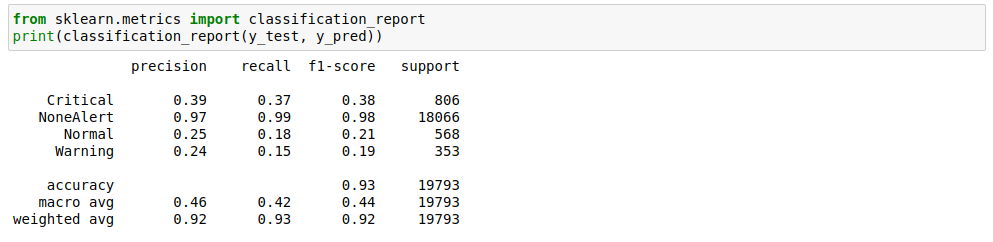 from sklearn.metrics import classification_report
print(classification_report(y_test, y_pred))
precision recall f1-score support
Critical 0.39 0.37 0.38 806
NoneAlert 0.97 0.99 0.98 18066
Normal 0.25 0.18 0.21 568
Warning 0.24 0.15 0.19 353
accuracy 0.93 19793
macro avg 0.46 0.42 0.44 19793
weighted avg 0.92 0.93 0.92 19793